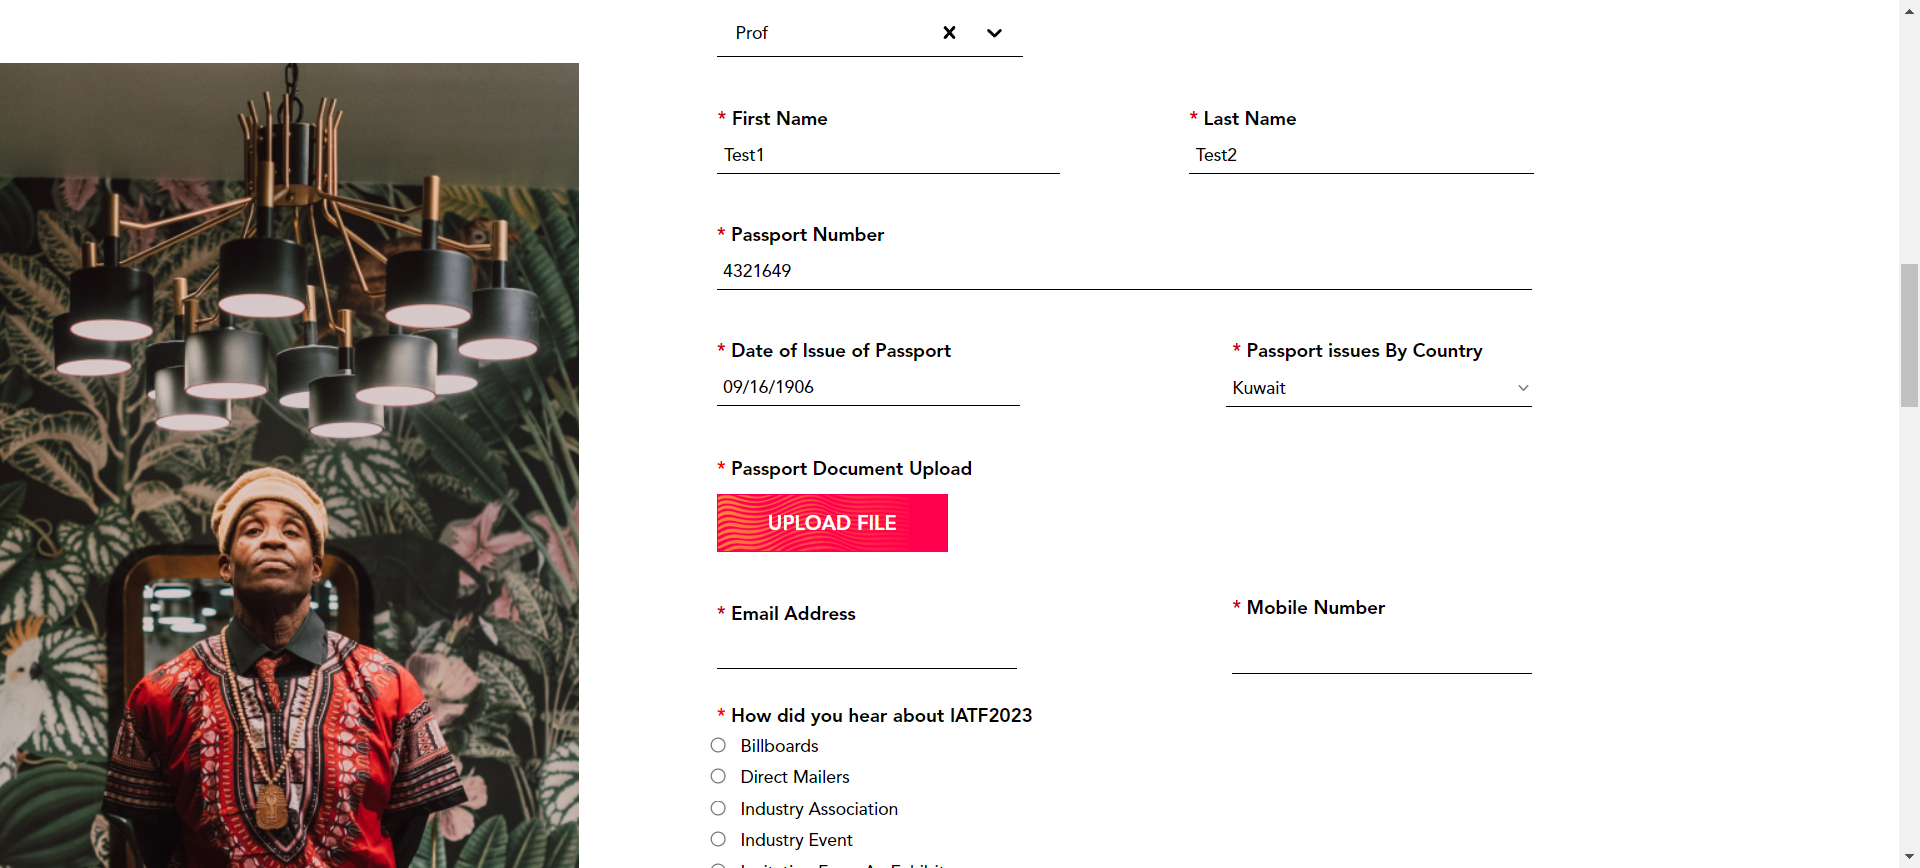 Prof
* First Name
* Last Name
Test1
Test2
* Passport Number
4321649
* Date of Issue of Passport
* Passport issues By Country
09/16/1906
Kuwait
* Passport Document Upload
UPLOAD FILE
* Email Address
* Mobile Number
* How did you hear about IATF2023
Billboards
Direct Mailers
Industry Association
Industry Event